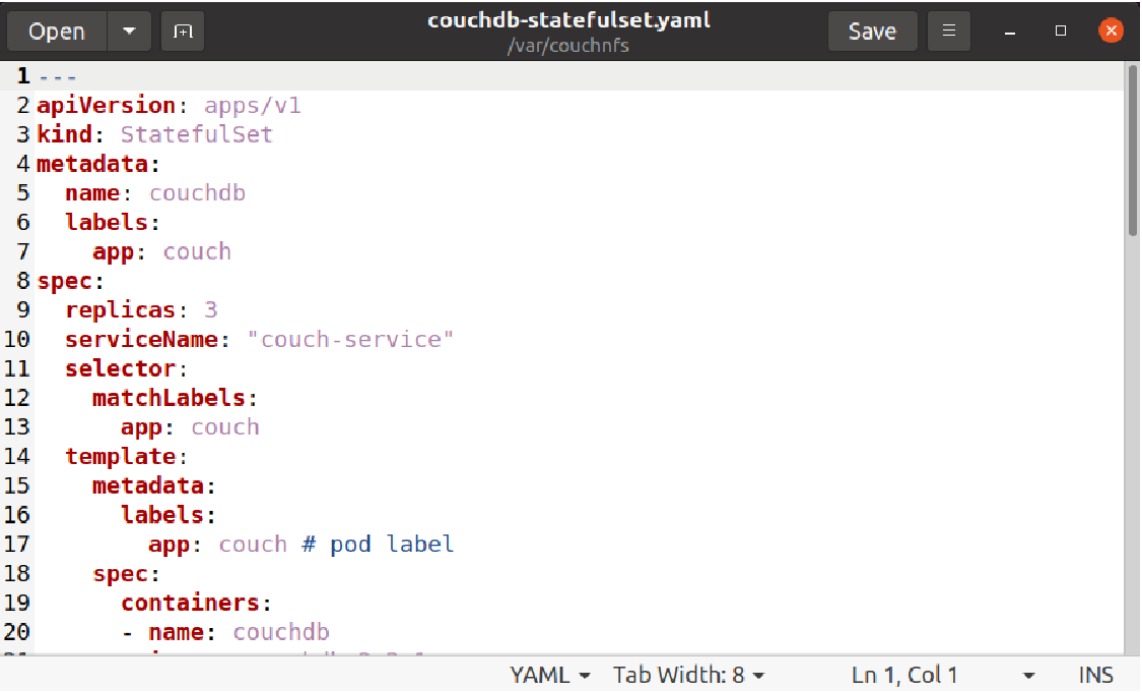 Open
couchdb-statefulset.yaml
/var/couchnfs
Save
1 ---
2 apiVersion: apps/v1
3 kind: StatefulSet
4 metadata:
5   name: couchdb
6   labels:
7     app: couch
8 spec:
9   replicas: 3
10   serviceName: "couch-service"
11   selector:
12     matchLabels:
13       app: couch
14   template:
15     metadata:
16       labels:
17         app: couch # pod label
18     spec:
19       containers:
20       - name: couchdb
YAML Tab Width: 8 Ln 1, Col 1 INS